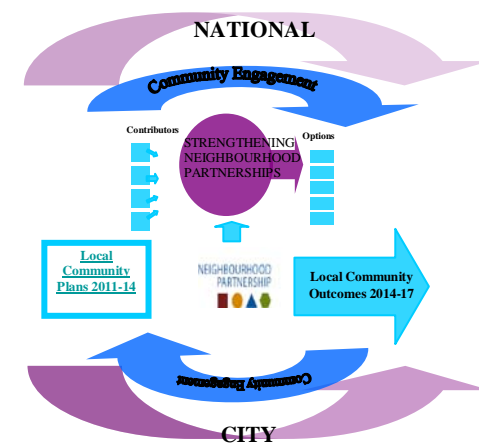 NATIONAL
Community Engagement
Contributors
Options
STRENGTHENING
NEIGHBOURHOOD
PARTNERSHIPS
Local
Community
Plans 2011-14
NEIGHBOURHOOD
PARTNERSHIP
Local Community
Outcomes 2014-17
Community Engagement
CITY